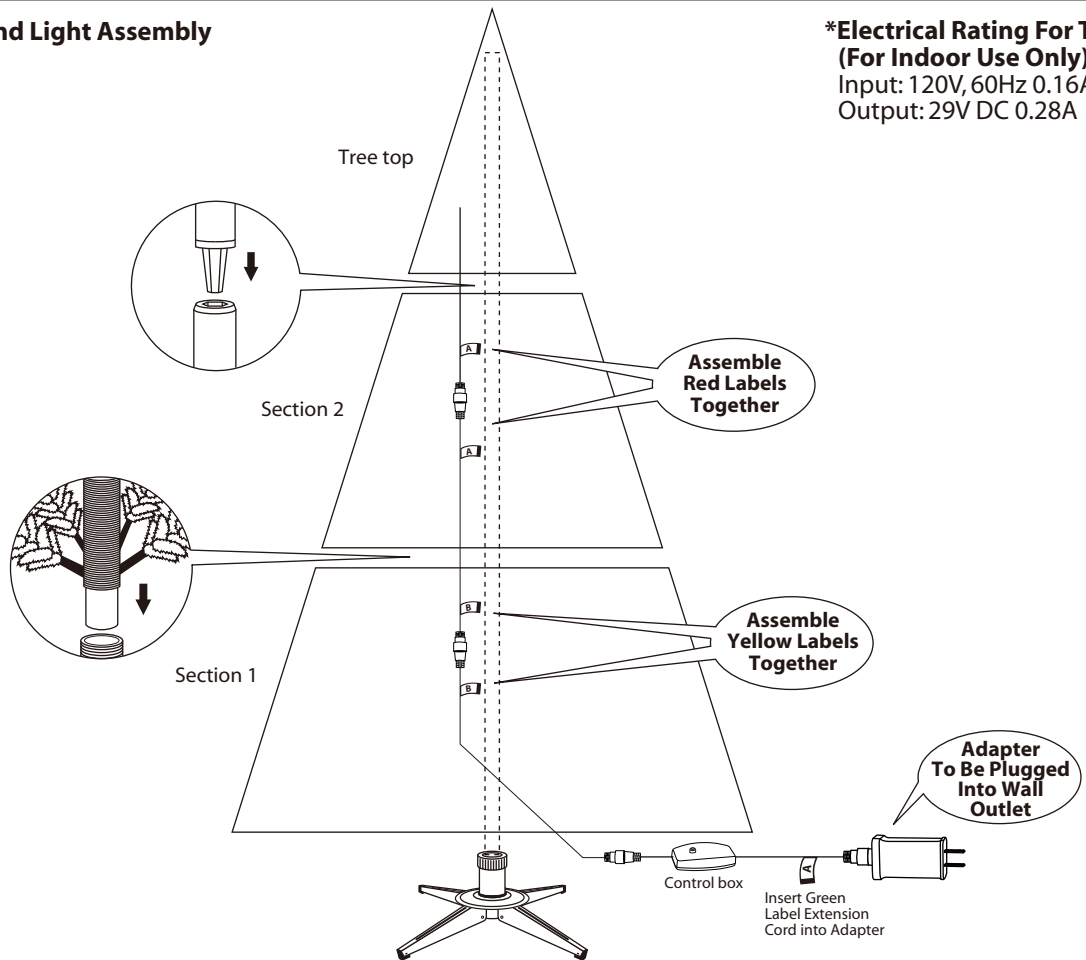 nd Light Assembly
*Electrical Rating For T
(For Indoor Use Only)
Input: 120V, 60Hz 0.16A
Output: 29V DC 0.28A
Tree top
A
Assemble
Red Labels
Together
Section 2
A
B
Assemble
Yellow Labels
Together
Section 1
B
Adapter
To Be Plugged
Into Wall
Outlet
Control box
A
Insert Green
Label Extension
Cord into Adapter